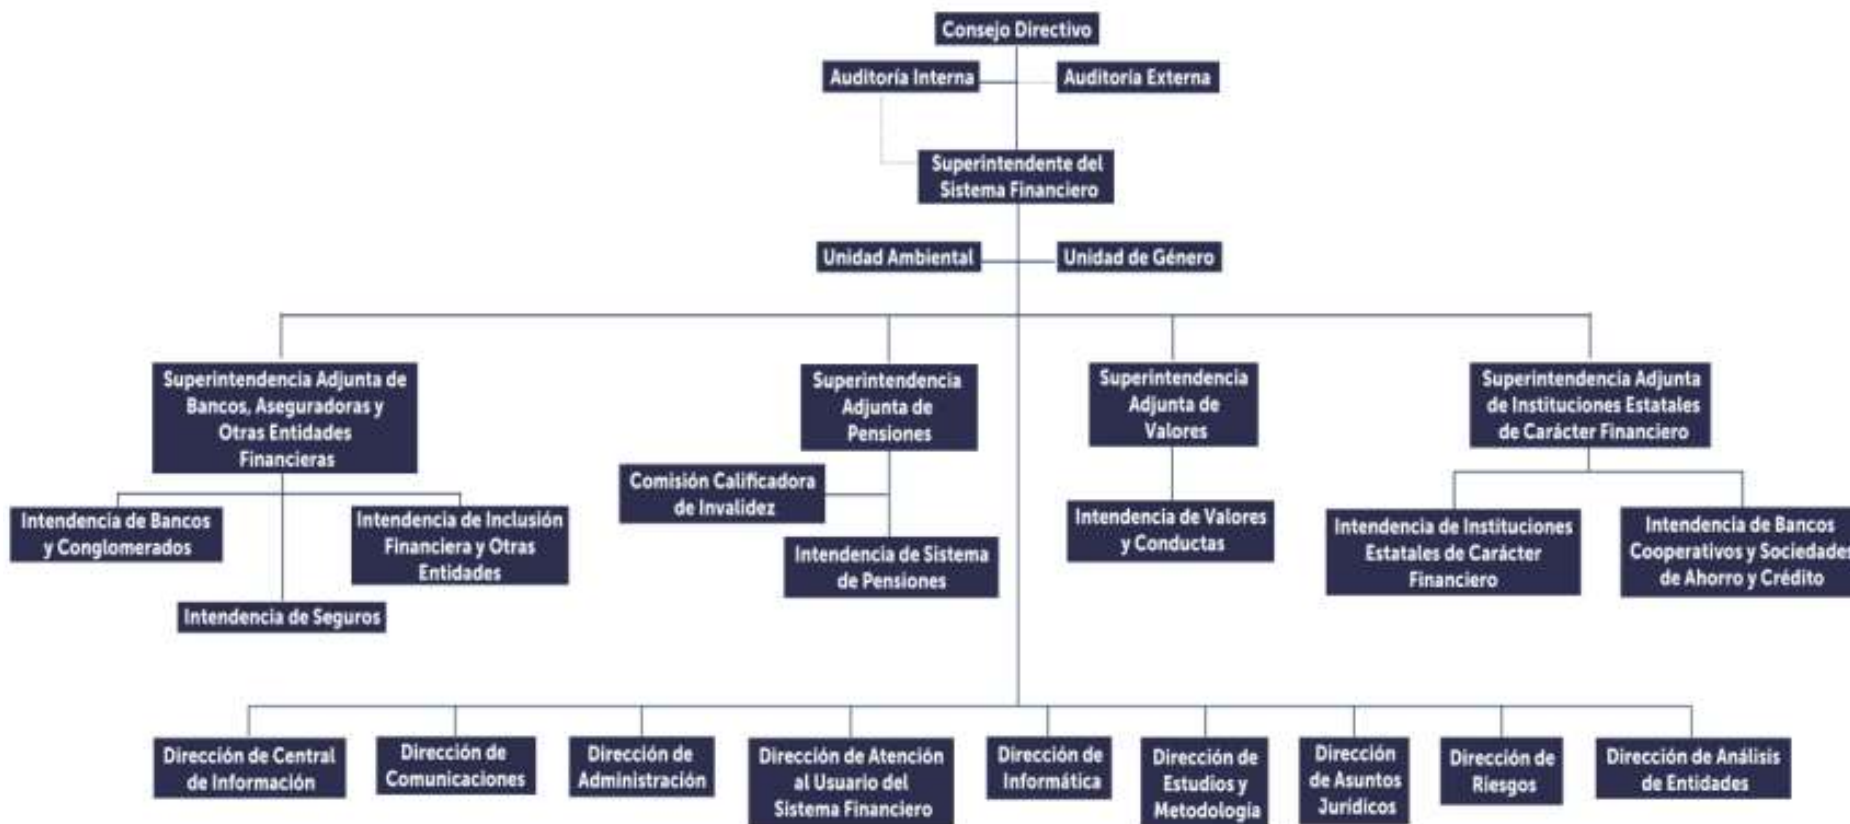 Consejo Directivo
Auditoría Interna
Auditoría Externa
Superintendente del
Sistema Financiero
Unidad Ambiental
Unidad de Género
Superintendencia Adjunta de
Bancos, Aseguradoras y
Otras Entidades
Financieras
Superintendencia
Adjunta de
Pensiones
Superintendencia
Adjunta de
Valores
Superintendencia Adjunta
de Instituciones Estatales
de Carácter Financiero
Intendencia de Bancos
y Conglomerados
Intendencia de Inclusión
Financiera y Otras
Entidades
Intendencia de Seguros
Comisión Calificadora
de Invalidez
Intendencia de Sistema
de Pensiones
Intendencia de Valores
y Conductas
Intendencia de Instituciones
Estatales de Carácter
Financiero
Intendencia de Bancos
Cooperativos y Sociedades
de Ahorro y Crédito
Dirección de Central
de Información
Dirección de
Comunicaciones
Dirección de
Administración
Dirección de Atención
al Usuario del
Sistema Financiero
Dirección de
Informática
Dirección de
Estudios y
Metodología
Dirección
de Asuntos
Jurídicos
Dirección de
Riesgos
Dirección de Análisis
de Entidades